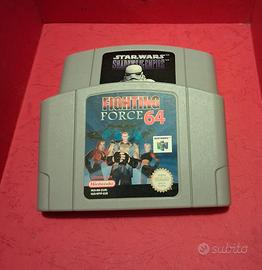 STAR WARS
SHADOWS OF THE EMPIRE
FIGHTING
FORCE 64
Nintendo
subito